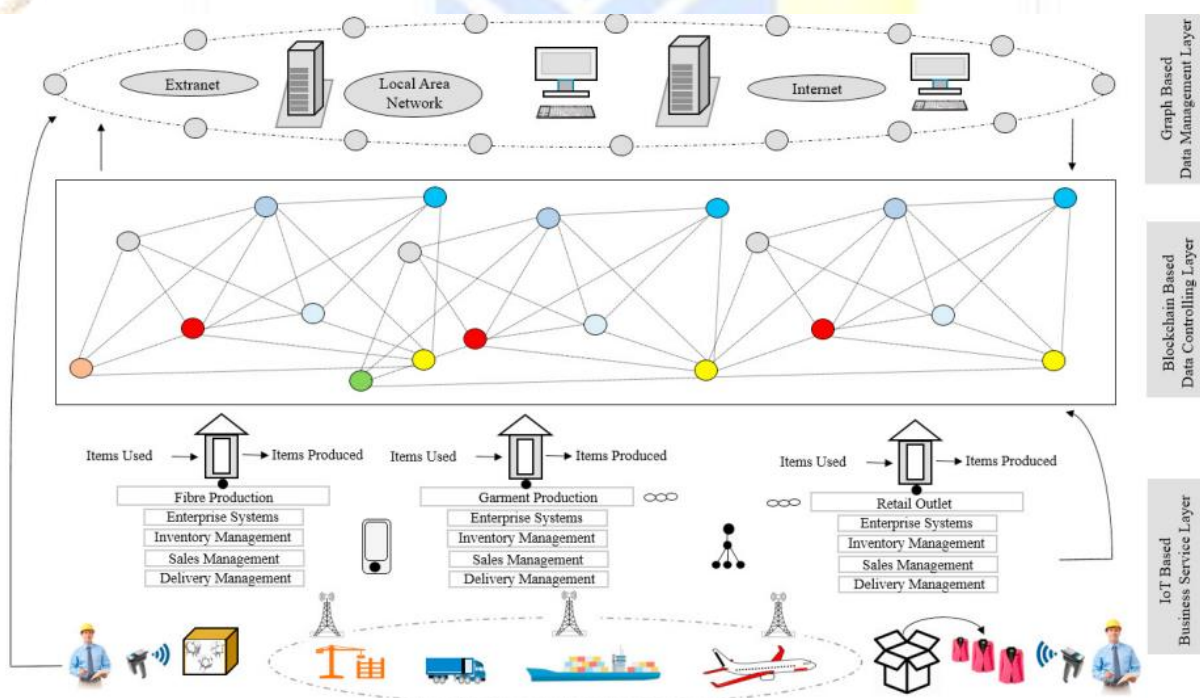 Extranet
Local Area
Network
Internet
Graph Based
Data Management Layer
Blockchain Based
Data Controlling Layer
Items Used
Items Produced
Items Used
Items Produced
Items Used
Items Produced
Fibre Production
Enterprise Systems
Inventory Management
Sales Management
Delivery Management
Garment Production
Enterprise Systems
Inventory Management
Sales Management
Delivery Management
Retail Outlet
Enterprise Systems
Inventory Management
Sales Management
Delivery Management
IoT Based
Business Service Layer